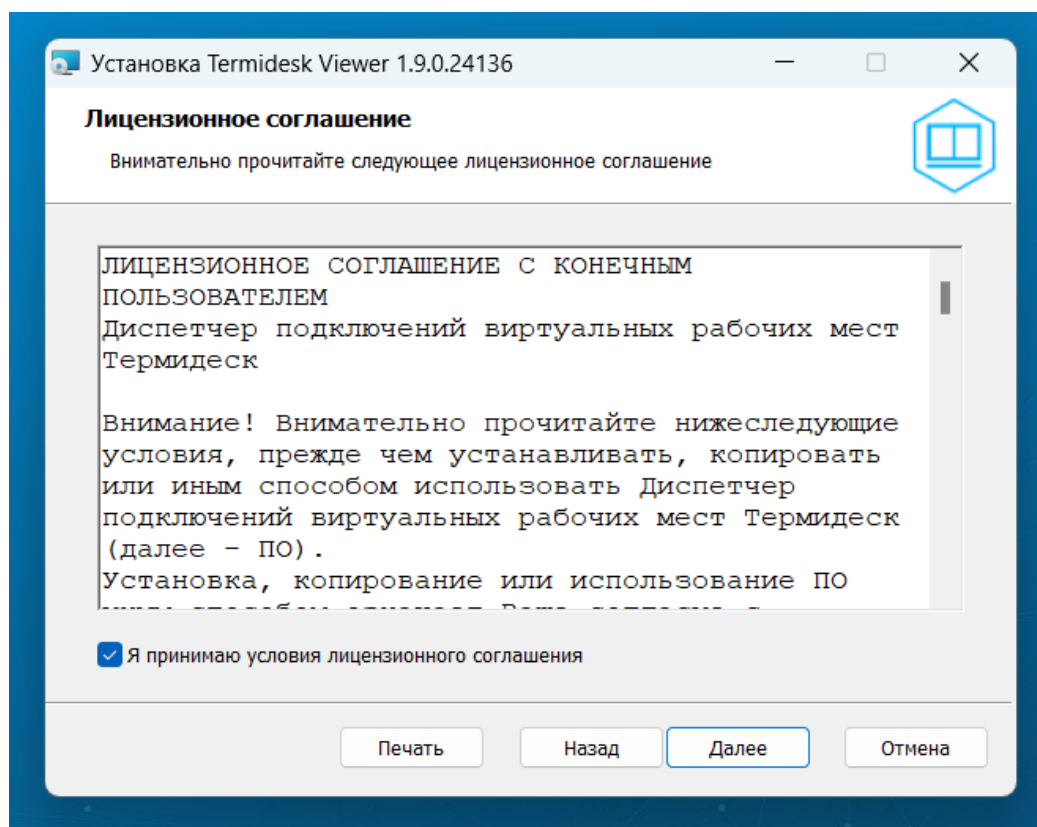 Установка Termidesk Viewer 1.9.0.24136
Лицензионное соглашение
Внимательно прочитайте следующее лицензионное соглашение
ЛИЦЕНЗИОННОЕ СОГЛАШЕНИЕ С КОНЕЧНЫМ
ПОЛЬЗОВАТЕЛЕМ
Диспетчер подключений виртуальных рабочих мест
Термидеск
Внимание! Внимательно прочитайте нижеследующие
условия, прежде чем устанавливать, копировать
или иным способом использовать Диспетчер
подключений виртуальных рабочих мест Термидеск
(далее – ПО).
Установка, копирование или использование ПО
Я принимаю условия лицензионного соглашения
Печать
Назад
Далее
Отмена